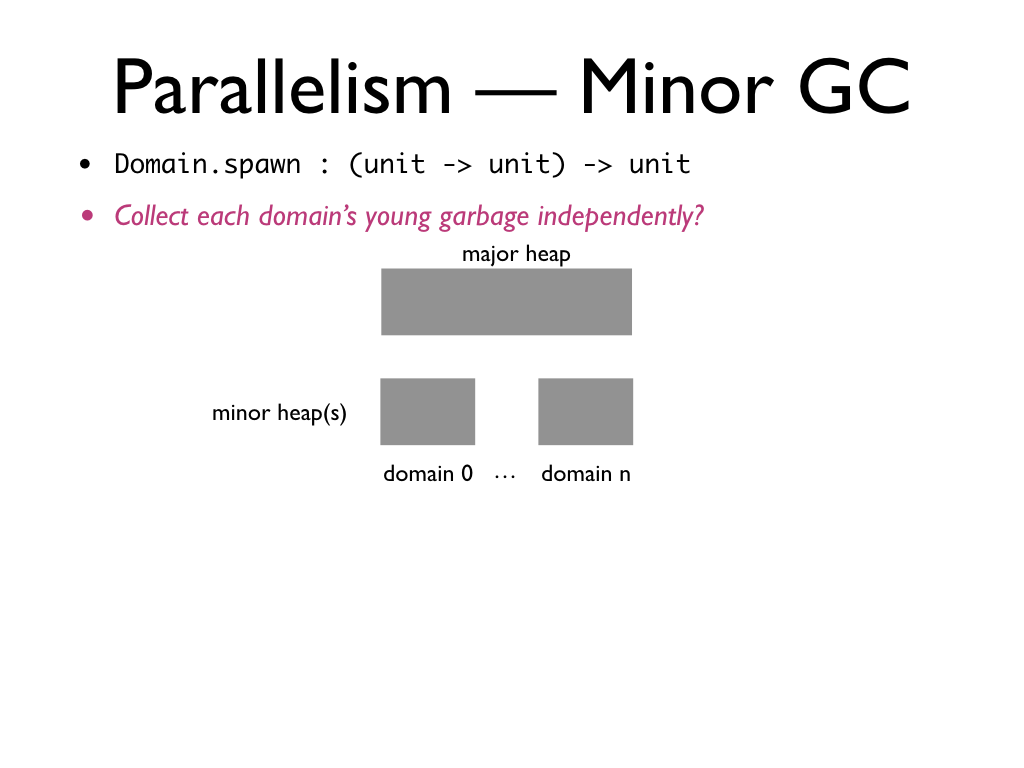 Parallelism — Minor GC
• Domain.spawn : (unit -> unit) -> unit
• Collect each domain’s young garbage independently?
major heap
minor heap(s)
domain 0 … domain n